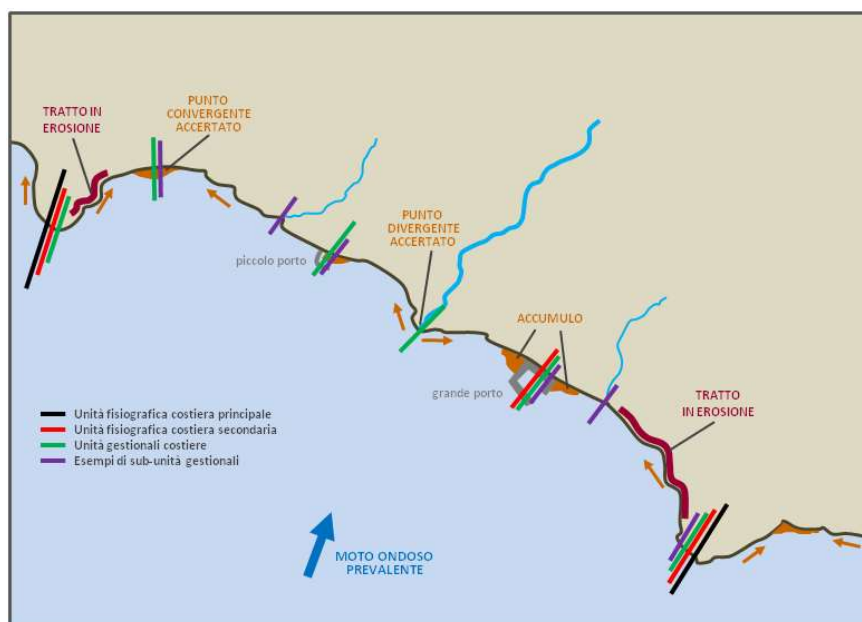 PUNTO
CONVERGENTE
ACCERTATO
TRATTO IN
EROSIONE
PUNTO
DIVERGENTE
ACCERTATO
piccolo porto
ACCUMULO
grande porto
TRATTO
IN EROSIONE
Unità fisiografica costiera principale
Unità fisiografica costiera secondaria
Unità gestionali costiere
Esempi di sub-unità gestionali
MOTO ONDOSO
PREVALENTE